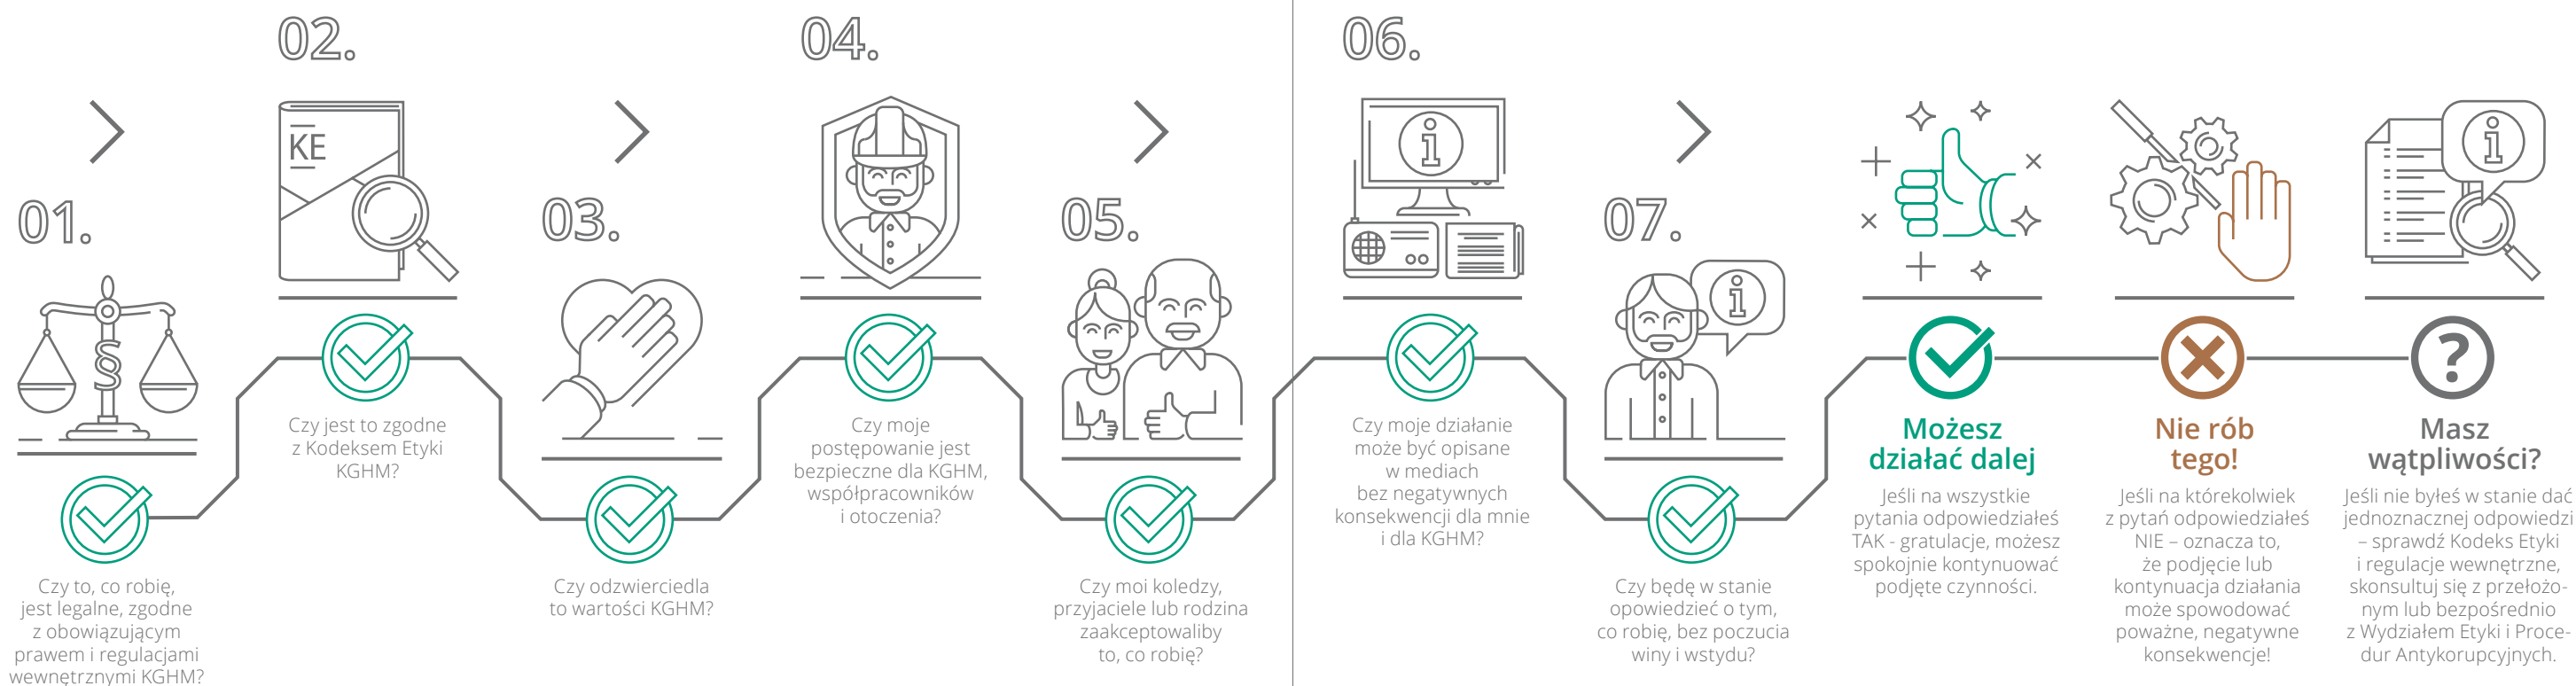 01.
§
Czy to, co robię,
jest legalne, zgodne
z obowiązującym
prawem i regulacjami
wewnętrznymi KGHM?
02.
KE
Czy jest to zgodne
z Kodeksem Etyki
KGHM?
03.
Czy odzwierciedla
to wartości KGHM?
04.
Czy moje
postępowanie jest
bezpieczne dla KGHM,
współpracowników
i otoczenia?
05.
Czy moi koledzy,
przyjaciele lub rodzina
zaakceptowaliby
to, co robię?
06.
i
Czy moje działanie
może być opisane
w mediach
bez negatywnych
konsekwencji dla mnie
i dla KGHM?
07.
i
Czy będę w stanie
opowiedzieć o tym,
co robię, bez poczucia
winy i wstydu?
Możesz
działać dalej
Jeśli na wszystkie
pytania odpowiedziałeś
TAK - gratulacje, możesz
spokojnie kontynuować
podjęte czynności.
Nie rób
tego!
Jeśli na którekolwiek
z pytań odpowiedziałeś
NIE – oznacza to,
że podjęcie lub
kontynuacja działania
może spowodować
poważne, negatywne
konsekwencje!
i
?
Masz
wątpliwości?
Jeśli nie byłeś w stanie dać
jednoznacznej odpowiedzi
– sprawdź Kodeks Etyki
i regulacje wewnętrzne,
skonsultuj się z przełożo-
nym lub bezpośrednio
z Wydziałem Etyki i Proce-
dur Antykorupcyjnych.